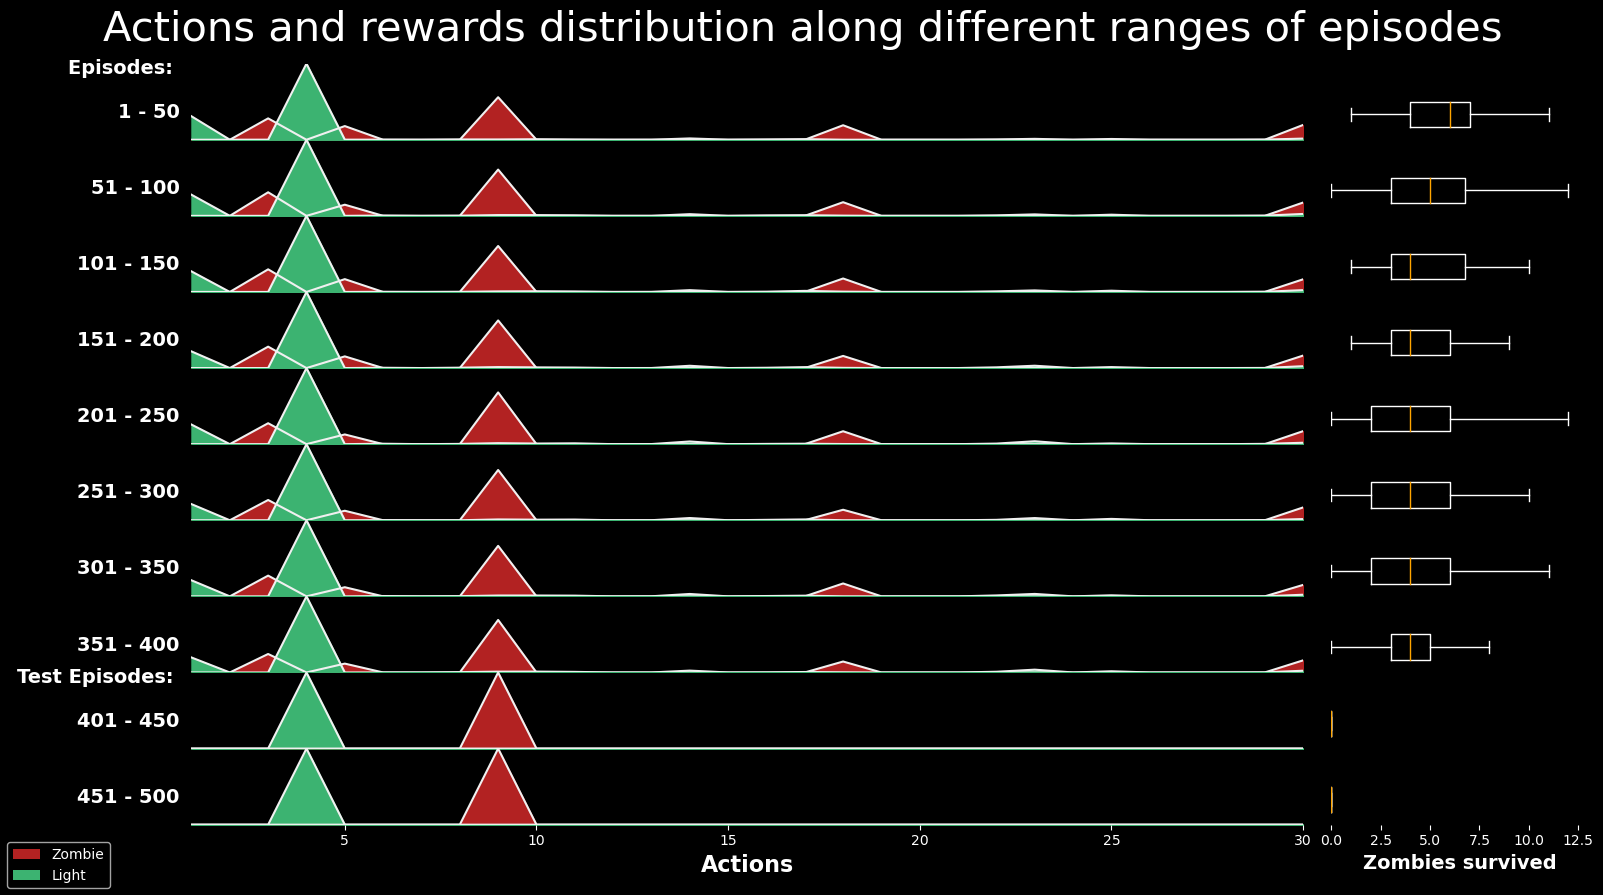 Actions and rewards distribution along different ranges of episodes
Episodes:
1 - 50
51 - 100
101 - 150
151 - 200
201 - 250
251 - 300
301 - 350
351 - 400
Test Episodes:
401 - 450
451 - 500
5 10 15 20 25 30 0.0 2.5 5.0 7.5 10.0 12.5
Actions
Zombies survived
Zombie
Light